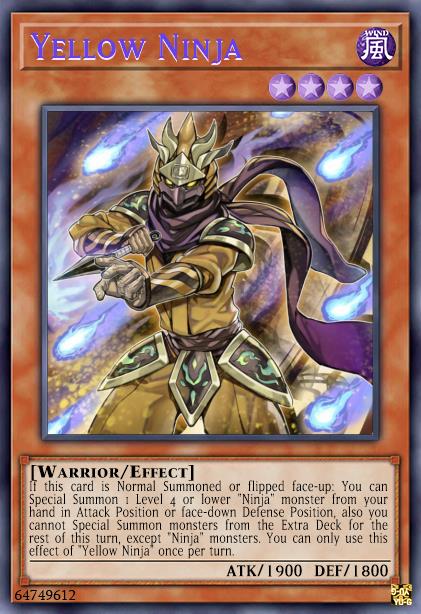 Yellow Ninja
WIND
風
[Warrior/Effect]
If this card is Normal Summoned or flipped face-up: You can
Special Summon 1 Level 4 or lower "Ninja" monster from your
hand in Attack Position or face-down Defense Position, also you
cannot Special Summon monsters from the Extra Deck for the
rest of this turn, except "Ninja" monsters. You can only use this
effect of "Yellow Ninja" once per turn.
ATK/1900 DEF/1800
64749612